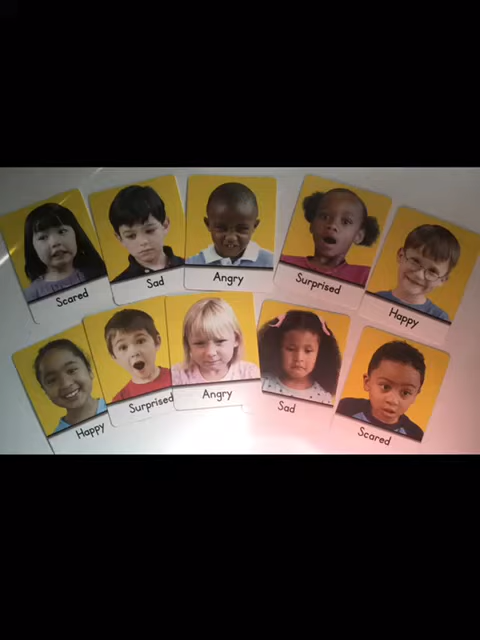 Scared
Sad
Angry
Surprised
Happy
Happy
Surprised
Angry
Sad
Scared